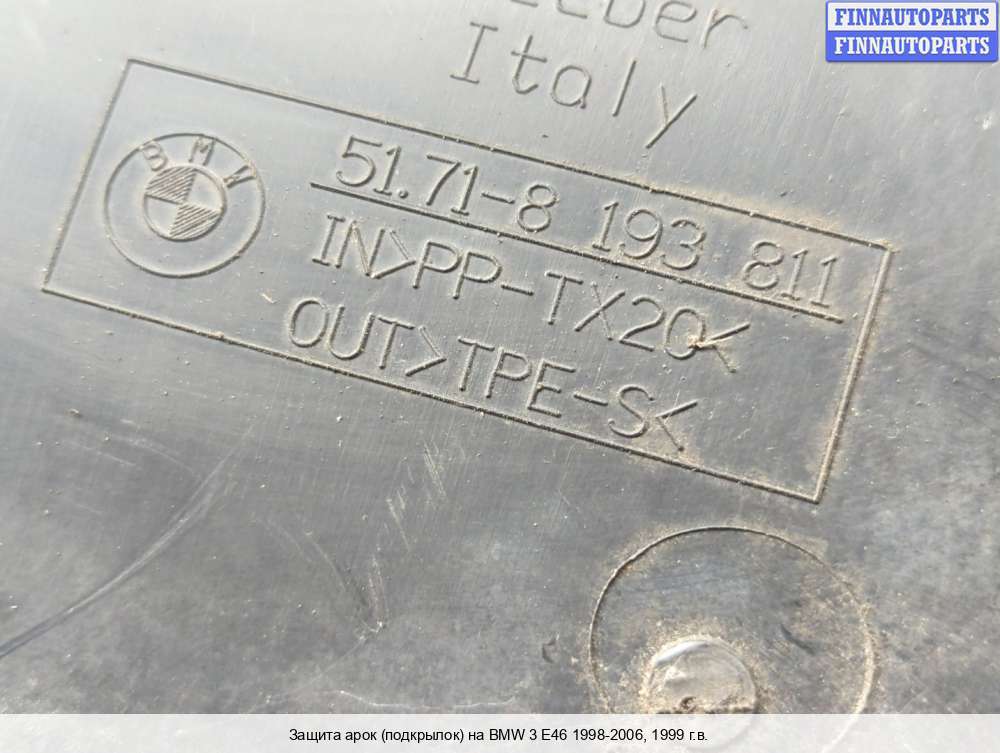 FINNAUTOPARTS
FINNAUTOPARTS
Italy
BMW
51.71-8 193 811
IN>PP-TX20<
OUT>TPE-S<
Защита арок (подкрылок) на BMW 3 E46 1998-2006, 1999 г.в.